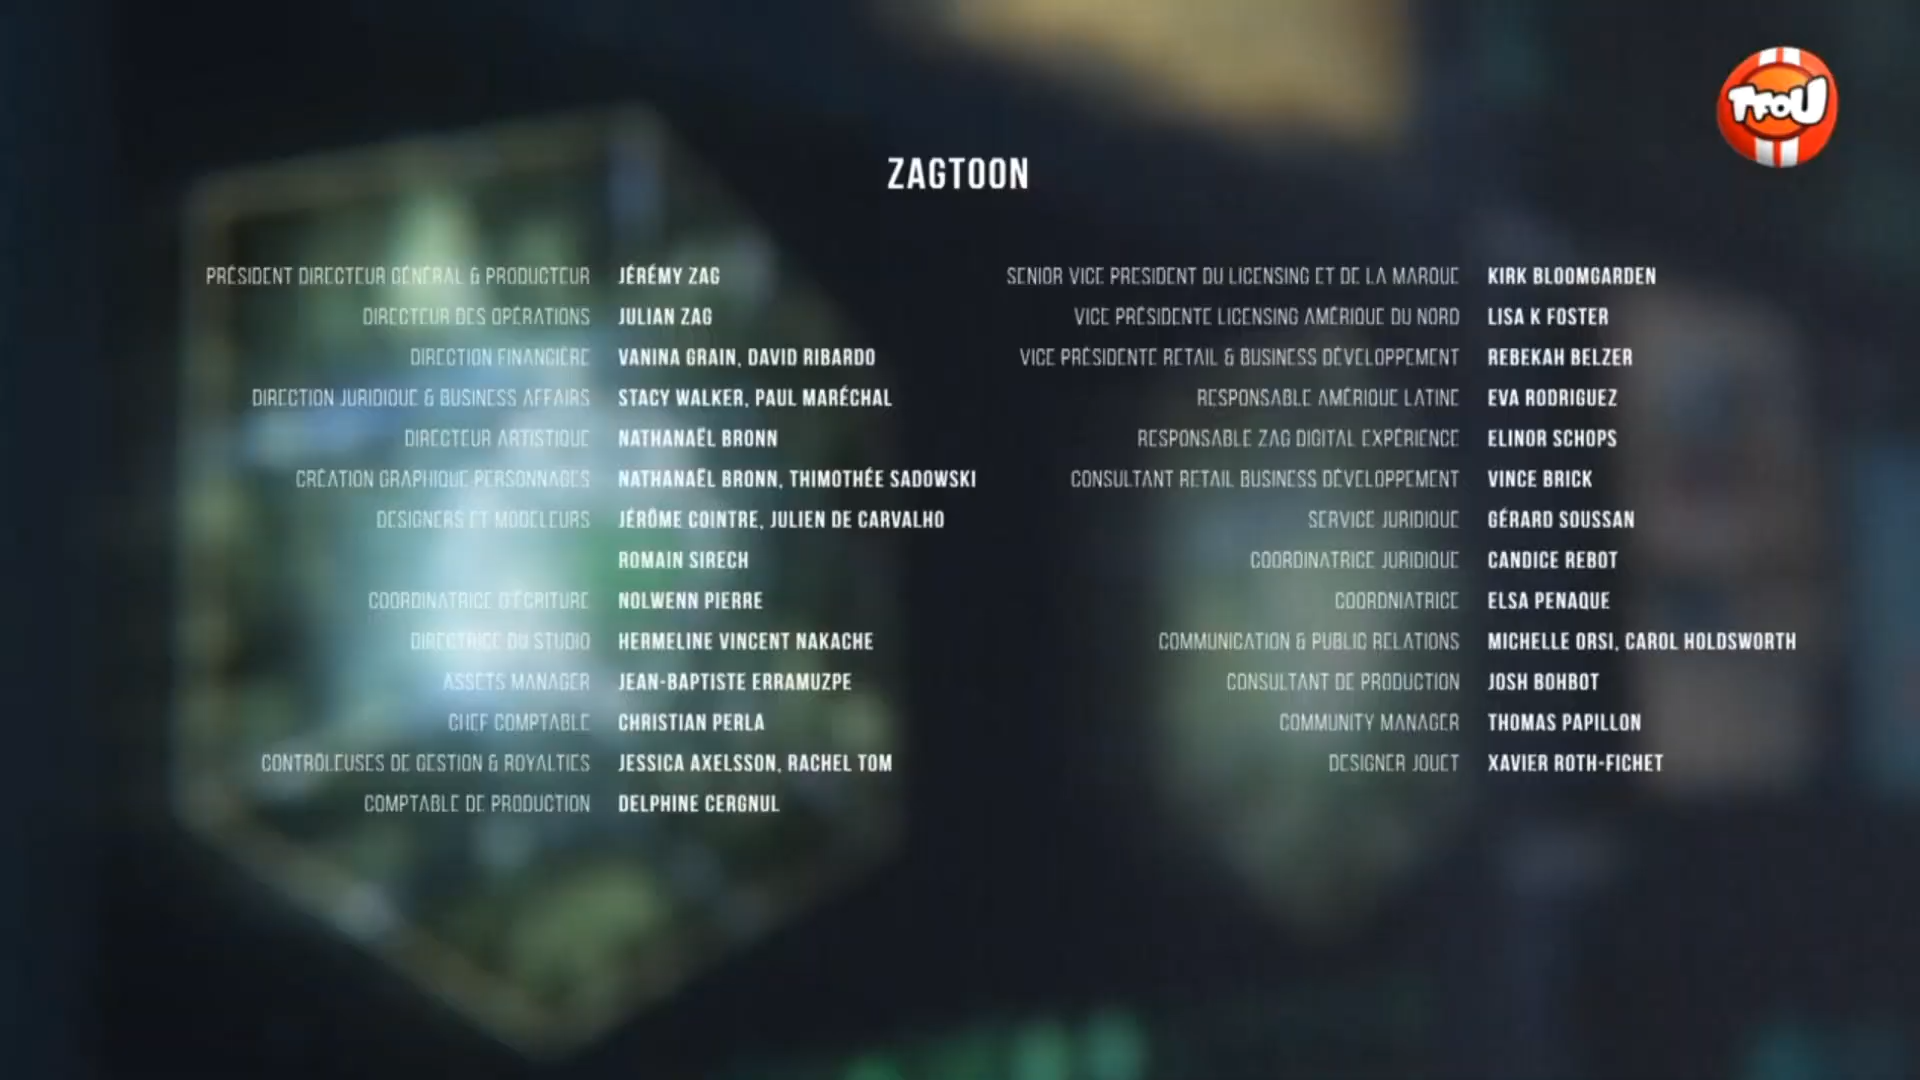 TFOU
ZAGTOON
PRÉSIDENT DIRECTEUR GÉNÉRAL & PRODUCTEUR JÉRÉMY ZAG
DIRECTEUR DES OPÉRATIONS JULIAN ZAG
DIRECTION FINANCIÈRE VANINA GRAIN, DAVID RIBARDO
DIRECTION JURIDIQUE & BUSINESS AFFAIRS STACY WALKER, PAUL MARÉCHAL
DIRECTEUR ARTISTIQUE NATHANAËL BRONN
CRÉATION GRAPHIQUE PERSONNAGES NATHANAËL BRONN, THIMOTHÉE SADOWSKI
DESIGNERS ET MODELEURS JÉRÔME COINTRE, JULIEN DE CARVALHO
ROMAIN SIRECH
COORDINATRICE D'ÉCRITURE NOLWENN PIERRE
DIRECTRICE DU STUDIO HERMELINE VINCENT NAKACHE
ASSETS MANAGER JEAN-BAPTISTE ERRAMUZPE
CHEF COMPTABLE CHRISTIAN PERLA
CONTRÔLEUSES DE GESTION & ROYALTIES JESSICA AXELSSON, RACHEL TOM
COMPTABLE DE PRODUCTION DELPHINE CERGNUL
SENIOR VICE PRESIDENT DU LICENSING ET DE LA MARQUE KIRK BLOOMGARDEN
VICE PRÉSIDENTE LICENSING AMÉRIQUE DU NORD LISA K FOSTER
VICE PRÉSIDENTE RETAIL & BUSINESS DÉVELOPPEMENT REBEKAH BELZER
RESPONSABLE AMÉRIQUE LATINE EVA RODRIGUEZ
RESPONSABLE ZAG DIGITAL EXPÉRIENCE ELINOR SCHOPS
CONSULTANT RETAIL BUSINESS DÉVELOPPEMENT VINCE BRICK
SERVICE JURIDIQUE GÉRARD SOUSSAN
COORDINATRICE JURIDIQUE CANDICE REBOT
COORDNIATRICE ELSA PENAQUE
COMMUNICATION & PUBLIC RELATIONS MICHELLE ORSI, CAROL HOLDSWORTH
CONSULTANT DE PRODUCTION JOSH BOHBOT
COMMUNITY MANAGER THOMAS PAPILLON
DESIGNER JOUET XAVIER ROTH-FICHET